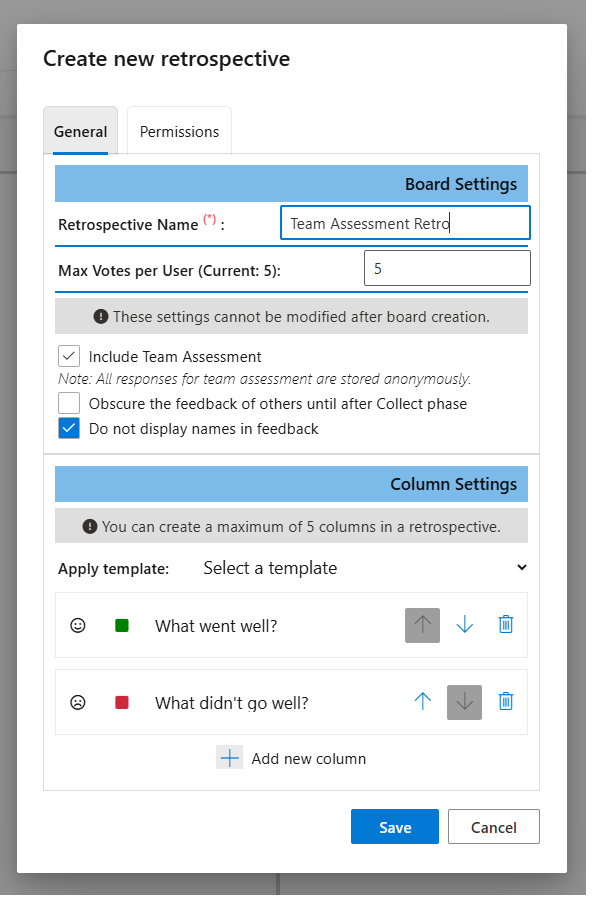 Create new retrospective
General Permissions
Board Settings
Retrospective Name (*) : Team Assessment Retro
Max Votes per User (Current: 5): 5
These settings cannot be modified after board creation.
Include Team Assessment
Note: All responses for team assessment are stored anonymously.
Obscure the feedback of others until after Collect phase
Do not display names in feedback
Column Settings
You can create a maximum of 5 columns in a retrospective.
Apply template: Select a template
What went well?
What didn't go well?
Add new column
Save Cancel